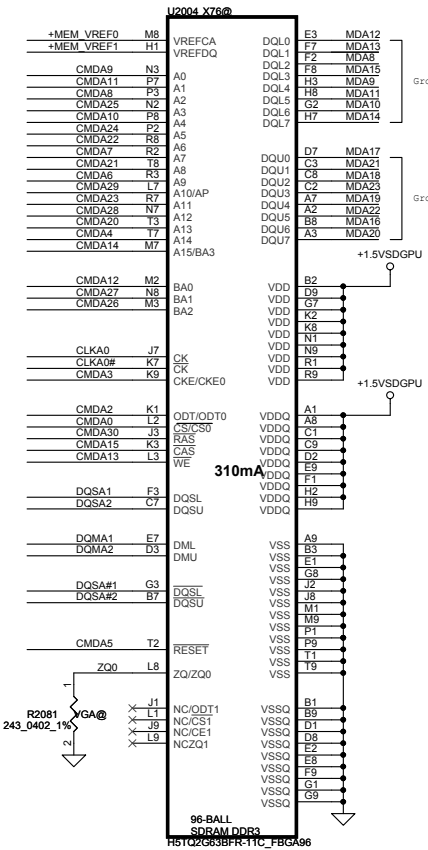 U2004 X76@
+MEM_VREF0 M8 VREFCA E3 MDA12 DQL0
+MEM_VREF1 H1 VREFDQ F7 MDA13 DQL1
F2 MDA8 DQL2
CMDA9 N3 A0 F8 MDA15 DQL3
CMDA11 P7 A1 H3 MDA9 DQL4
CMDA8 P3 A2 H8 MDA11 DQL5
CMDA25 N2 A3 G2 MDA10 DQL6
CMDA10 P8 A4 H7 MDA14 DQL7
Gro
CMDA24 P2 A5
CMDA22 R8 A6
CMDA7 R2 A7 D7 MDA17 DQU0
CMDA21 T8 A8 C3 MDA21 DQU1
CMDA6 R3 A9 C8 MDA18 DQU2
CMDA29 L7 A10/AP C2 MDA23 DQU3
CMDA23 R7 A11 A7 MDA19 DQU4
CMDA28 N7 A12 A2 MDA22 DQU5
CMDA20 T3 A13 B8 MDA16 DQU6
CMDA4 T7 A14 A3 MDA20 DQU7
CMDA14 M7 A15/BA3
Gro
+1.5VSDGPU
CMDA12 M2 BA0 B2 VDD
CMDA27 N8 BA1 D9 VDD
CMDA26 M3 BA2 G7 VDD
K2 VDD
K8 VDD
N1 VDD
CLKA0 J7 CK N9 VDD
CLKA0# K7 CK R1 VDD
CMDA3 K9 CKE/CKE0 R9 VDD
+1.5VSDGPU
CMDA2 K1 ODT/ODT0 A1 VDDQ
CMDA0 L2 CS/CS0 A8 VDDQ
CMDA30 J3 RAS C1 VDDQ
CMDA15 K3 CAS C9 VDDQ
CMDA13 L3 WE D2 VDDQ
310mA
E9 VDDQ
F1 VDDQ
DQSA1 F3 DQSL H2 VDDQ
DQSA2 C7 DQSU H9 VDDQ
DQMA1 E7 DML A9 VSS
DQMA2 D3 DMU B3 VSS
E1 VSS
G8 VSS
DQSA#1 G3 DQSL J2 VSS
DQSA#2 B7 DQSU J8 VSS
M1 VSS
M9 VSS
P1 VSS
CMDA5 T2 RESET P9 VSS
T1 VSS
ZQ0 L8 ZQ/ZQ0 T9 VSS
1
R2081 VGA@
243_0402_1%
2
J1 NC/ODT1 B1 VSSQ
L1 NC/CS1 B9 VSSQ
J9 NC/CE1 D1 VSSQ
L9 NCZQ1 D8 VSSQ
E2 VSSQ
E8 VSSQ
F9 VSSQ
G1 VSSQ
G9 VSSQ
96-BALL
SDRAM DDR3
H5TQ2G63BFR-11C_FBGA96